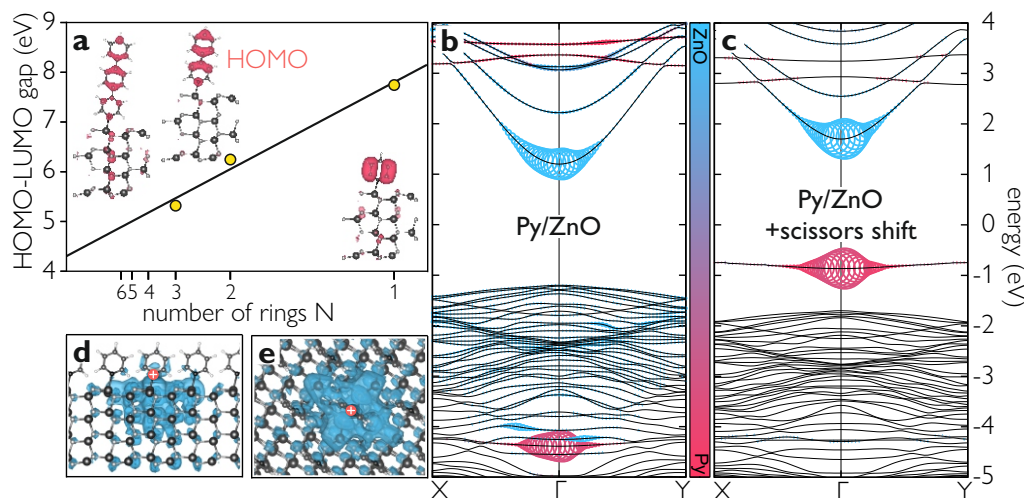 a
HOMO
HOMO-LUMO gap (eV)
9
8
7
6
5
4
65 4 3 2 1
number of rings N
b
Py/ZnO
X Γ Y
ZnO
Py
c
Py/ZnO
+scissors shift
X Γ Y
4
3
2
1
0
-1
-2
-3
-4
-5
energy (eV)
d
+
e
+